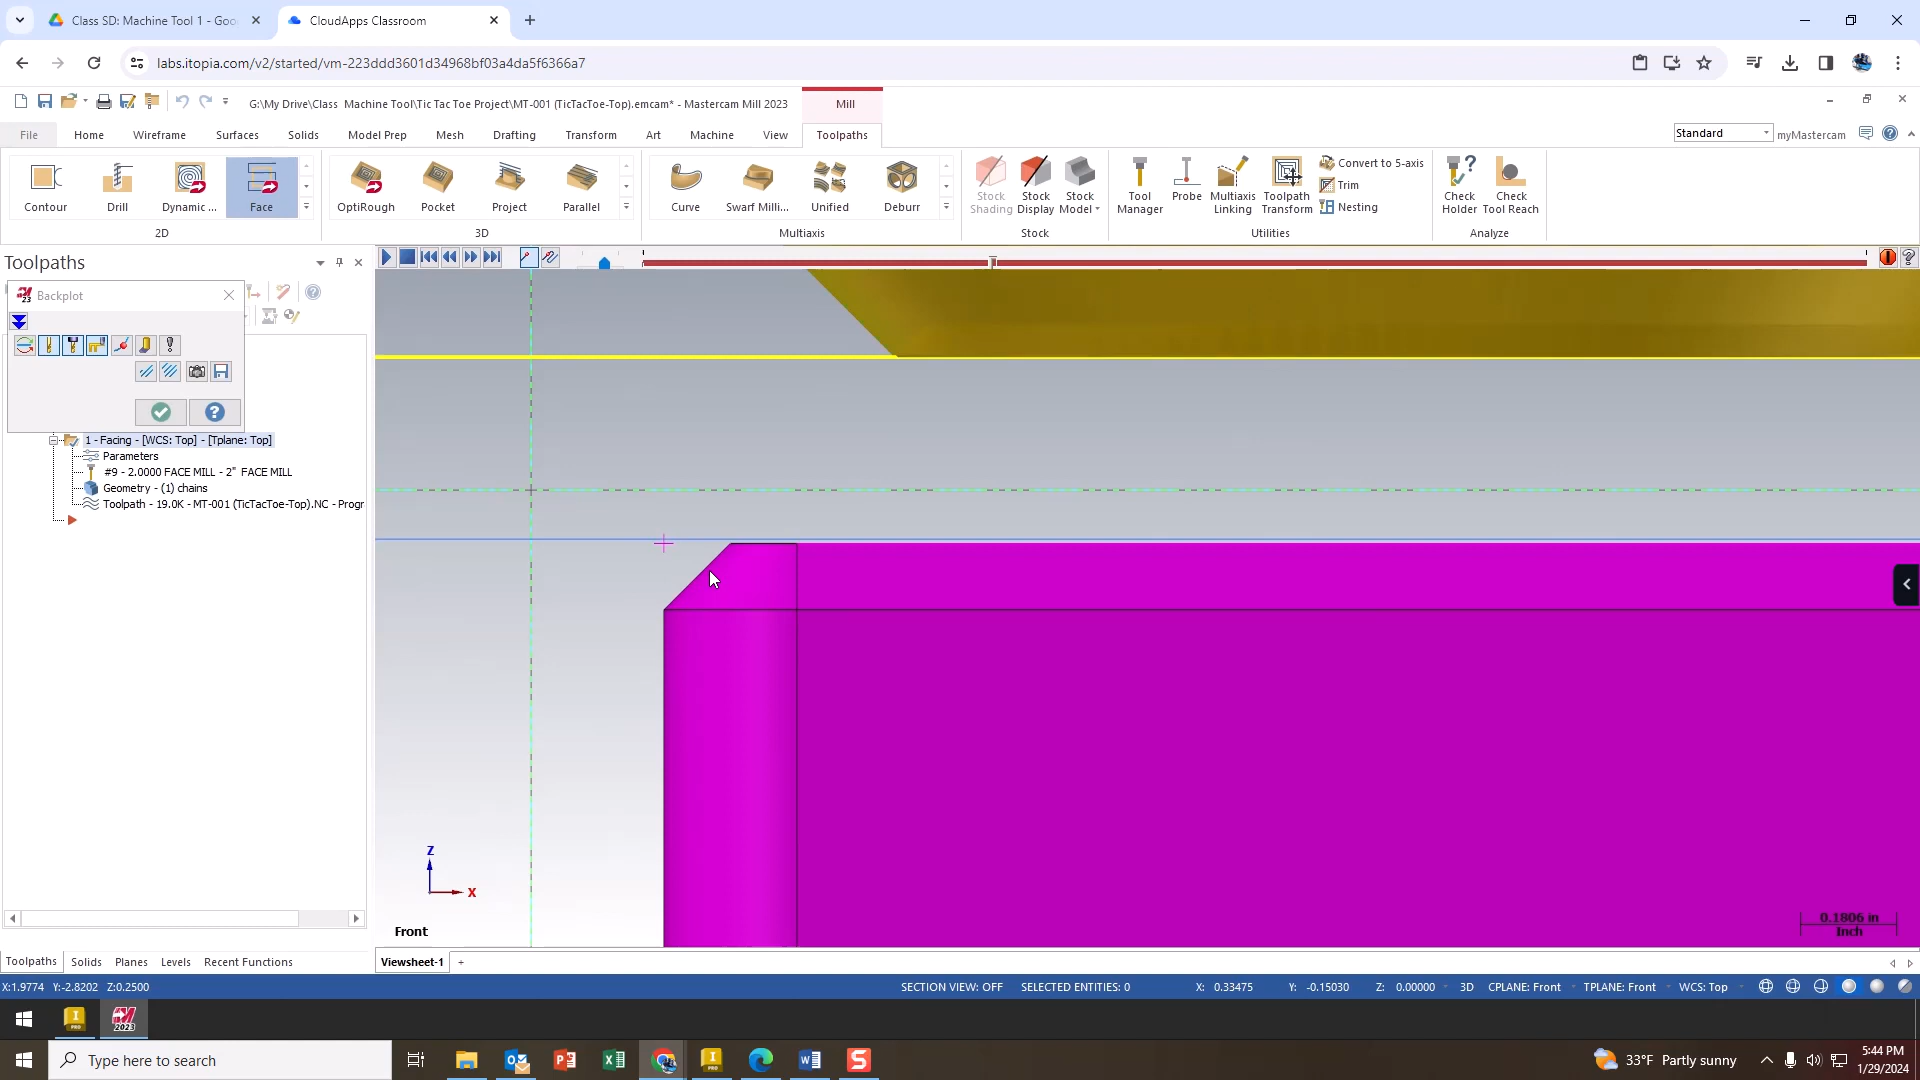 Class SD: Machine Tool 1 - Goo
CloudApps Classroom
labs.itopia.com/v2/started/vm-223ddd3601d34968bf03a4da5f6366a7
G:\My Drive\Class Machine Tool\Tic Tac Toe Project\MT-001 (TicTacToe-Top).emcam* - Mastercam Mill 2023
Mill
File Home Wireframe Surfaces Solids Model Prep Mesh Drafting Transform Art Machine View Toolpaths
Standard myMastercam
Contour Drill Dynamic ... Face
2D
OptiRough Pocket Project Parallel
3D
Curve Swarf Milli... Unified Deburr
Multiaxis
Stock Shading
Stock Display
Stock Model
Stock
Tool Manager
Probe
Multiaxis Linking
Toolpath Transform
Convert to 5-axis
Trim
Nesting
Utilities
Check Holder
Check Tool Reach
Analyze
Toolpaths
Backplot
1 - Facing - [WCS: Top] - [Tplane: Top]
Parameters
#9 - 2.0000 FACE MILL - 2" FACE MILL
Geometry - (1) chains
Toolpath - 19.0K - MT-001 (TicTacToe-Top).NC - Progr
Z
X
Front
0.1806 in
Inch
Toolpaths Solids Planes Levels Recent Functions
Viewsheet-1 +
X:1.9774 Y:-2.8202 Z:0.2500
SECTION VIEW: OFF SELECTED ENTITIES: 0 X: 0.33475 Y: -0.15030 Z: 0.00000 3D CPLANE: Front TPLANE: Front WCS: Top
Type here to search
33°F Partly sunny
5:44 PM
1/29/2024